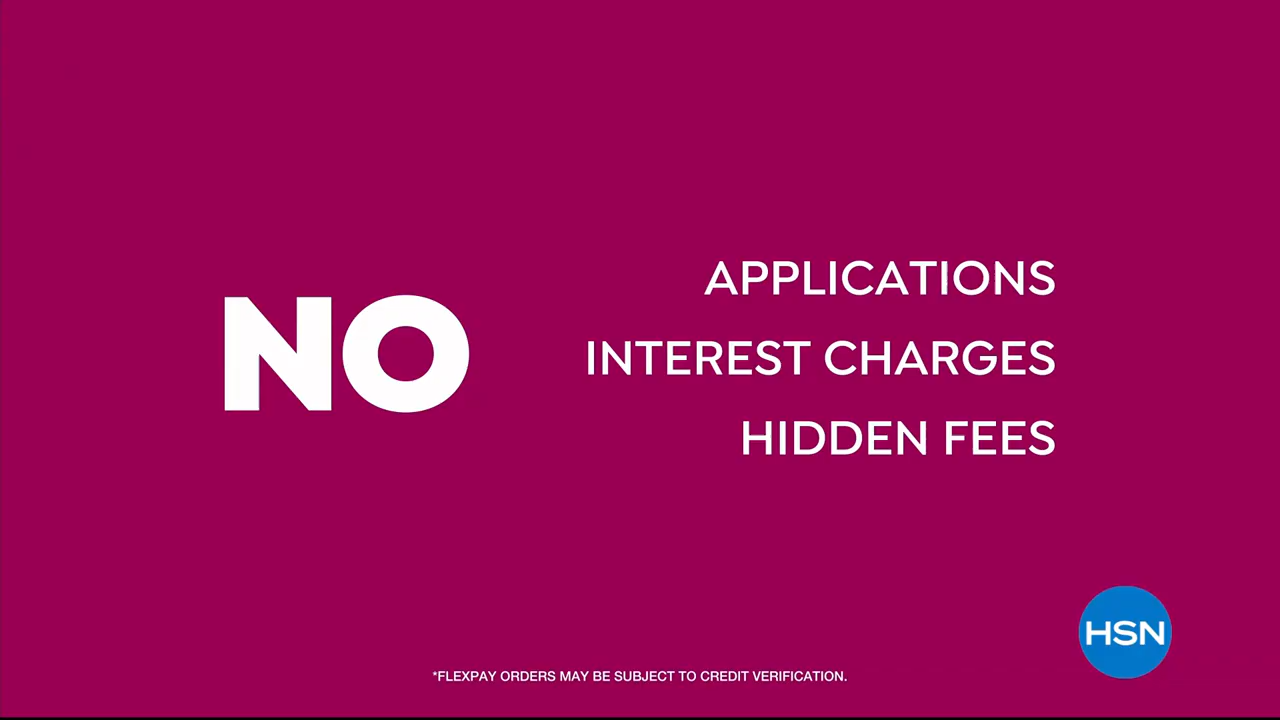 NO
APPLICATIONS
INTEREST CHARGES
HIDDEN FEES
HSN
*FLEXPAY ORDERS MAY BE SUBJECT TO CREDIT VERIFICATION.